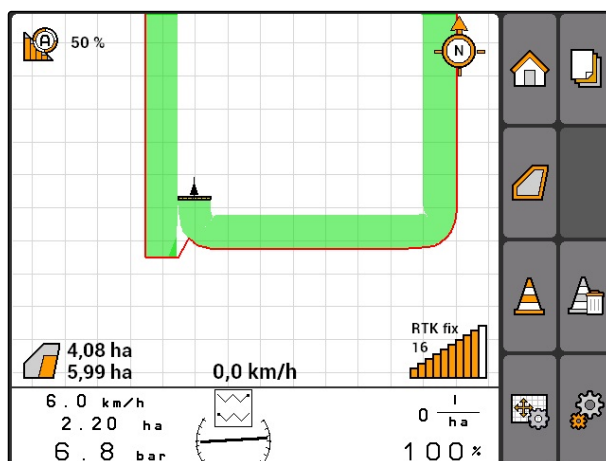 A
50 %
N
RTK fix
16
4,08 ha
5,99 ha
0,0 km/h
6.0 km/h
2.20 ha
6.8 bar
0 l/ha
100%